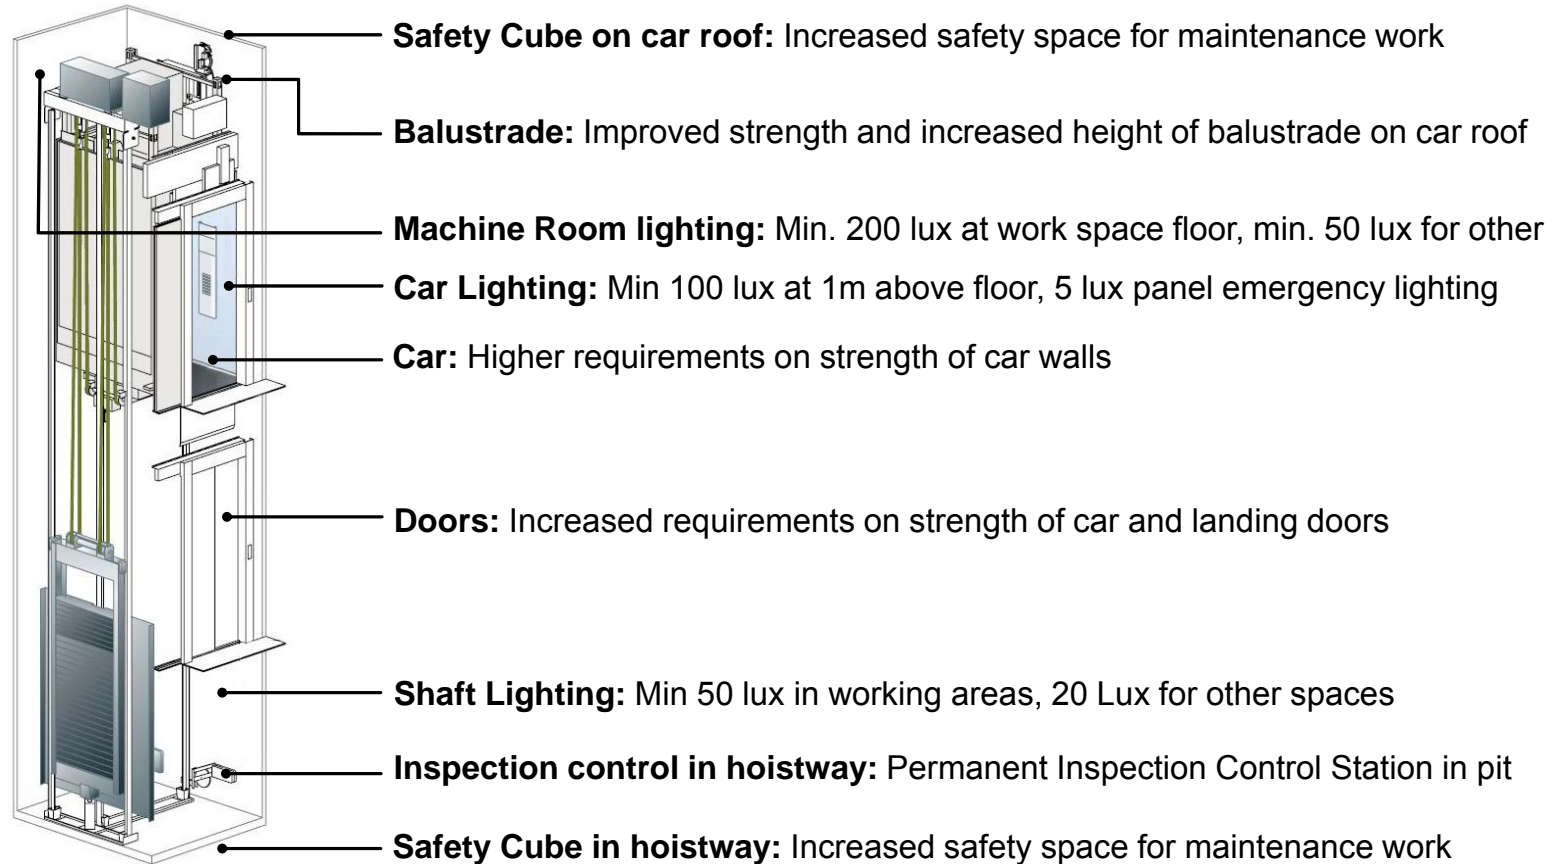 Safety Cube on car roof: Increased safety space for maintenance work
Balustrade: Improved strength and increased height of balustrade on car roof
Machine Room lighting: Min. 200 lux at work space floor, min. 50 lux for other
Car Lighting: Min 100 lux at 1m above floor, 5 lux panel emergency lighting
Car: Higher requirements on strength of car walls
Doors: Increased requirements on strength of car and landing doors
Shaft Lighting: Min 50 lux in working areas, 20 Lux for other spaces
Inspection control in hoistway: Permanent Inspection Control Station in pit
Safety Cube in hoistway: Increased safety space for maintenance work